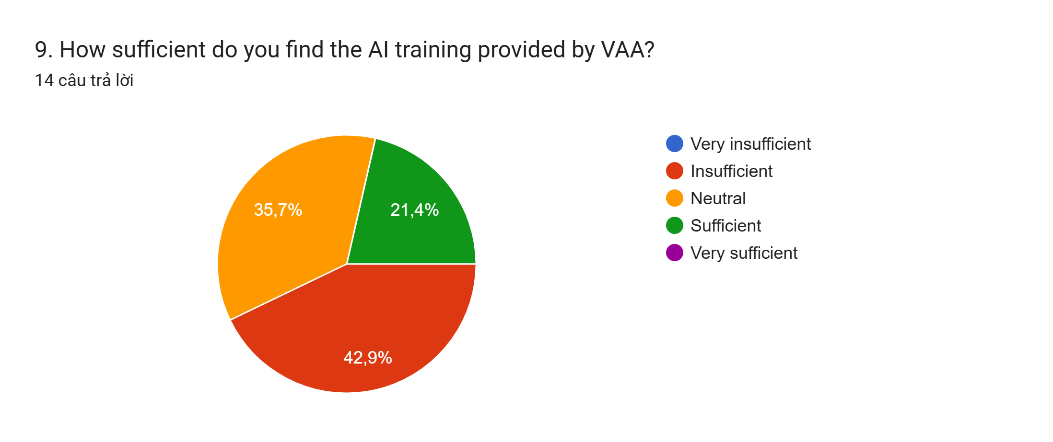 9. How sufficient do you find the AI training provided by VAA?
14 câu trả lời
35,7%
21,4%
42,9%
Very insufficient
Insufficient
Neutral
Sufficient
Very sufficient